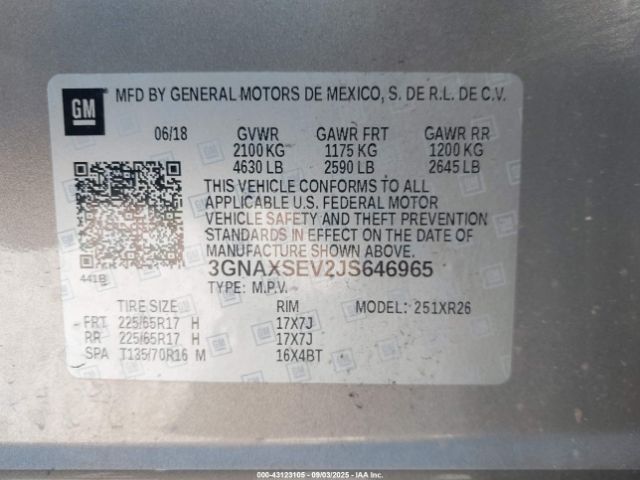 GM
MFD BY GENERAL MOTORS DE MEXICO, S. DE R.L. DE C.V.
06/18 GVWR GAWR FRT GAWR RR
2100 KG 1175 KG 1200 KG
4630 LB 2590 LB 2645 LB
THIS VEHICLE CONFORMS TO ALL
APPLICABLE U.S. FEDERAL MOTOR
VEHICLE SAFETY AND THEFT PREVENTION
STANDARDS IN EFFECT ON THE DATE OF
MANUFACTURE SHOWN ABOVE.
441B
3GNAXSEV2JS646965
TYPE: M.P.V.
TIRE SIZE RIM MODEL: 251XR26
FRT 225/65R17 H 17X7J
RR 225/65R17 H 17X7J
SPA T135/70R16 M 16X4BT
000-43123105 - 09/03/2025 - IAAI Inc.